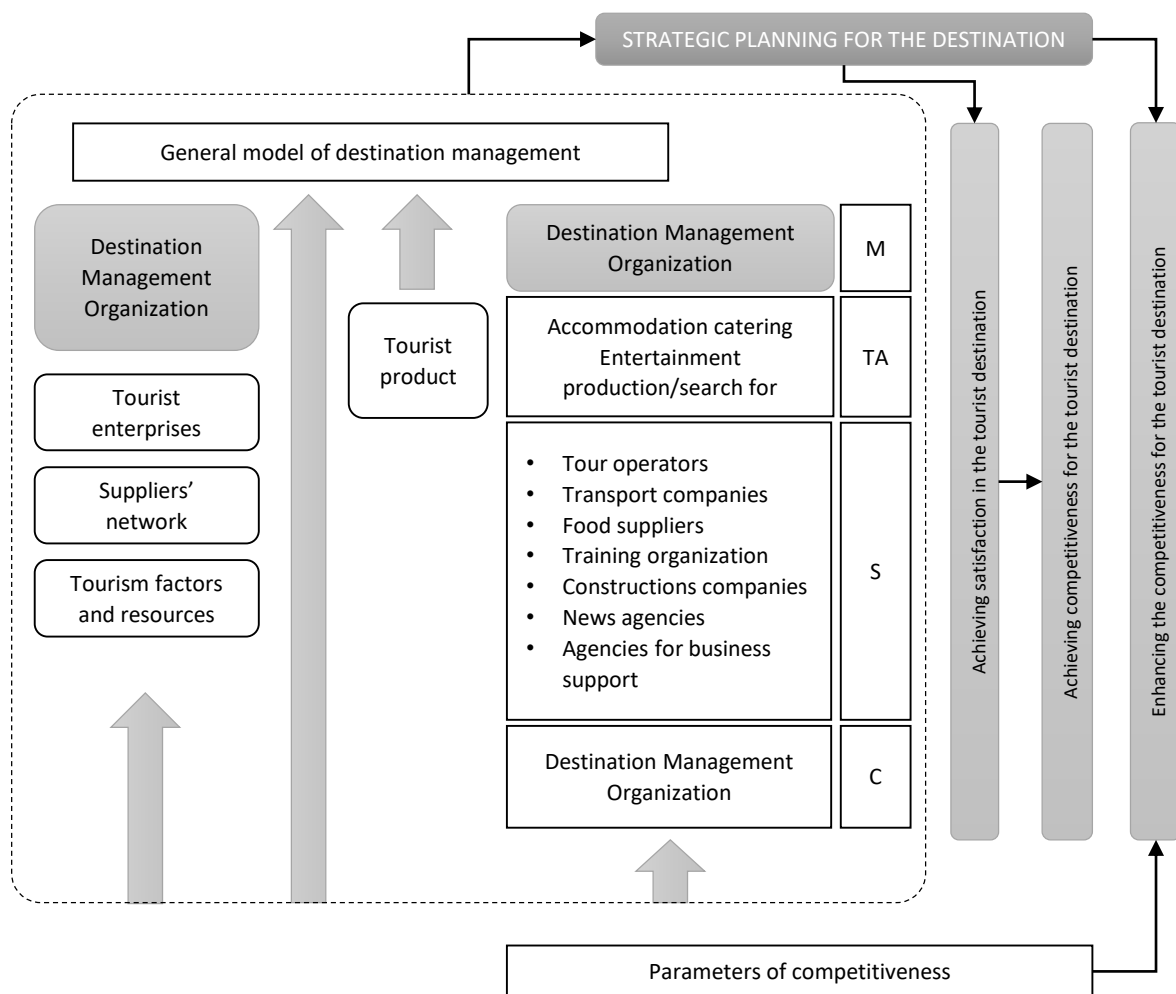 STRATEGIC PLANNING FOR THE DESTINATION
General model of destination management
Destination
Management
Organization
Tourist
enterprises
Suppliers’
network
Tourism factors
and resources
Tourist
product
Destination Management
Organization
M
Accommodation catering
Entertainment
production/search for
TA
• Tour operators
• Transport companies
• Food suppliers
• Training organization
• Constructions companies
• News agencies
• Agencies for business
support
S
Destination Management
Organization
C
Achieving satisfaction in the tourist destination
Achieving competitiveness for the tourist destination
Enhancing the competitiveness for the tourist destination
Parameters of competitiveness